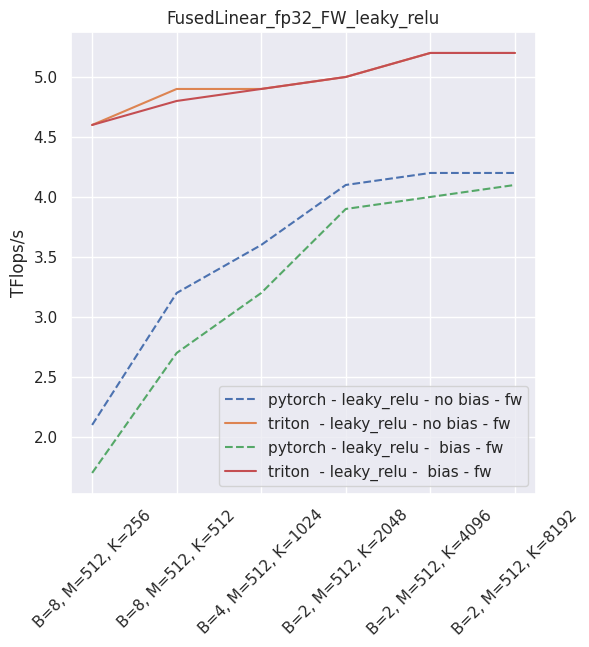 FusedLinear_fp32_FW_leaky_relu
TFlops/s
5.0
4.5
4.0
3.5
3.0
2.5
2.0
pytorch - leaky_relu - no bias - fw
triton  - leaky_relu - no bias - fw
pytorch - leaky_relu -  bias - fw
triton  - leaky_relu -  bias - fw
B=8, M=512, K=256
B=8, M=512, K=512
B=4, M=512, K=1024
B=2, M=512, K=2048
B=2, M=512, K=4096
B=2, M=512, K=8192